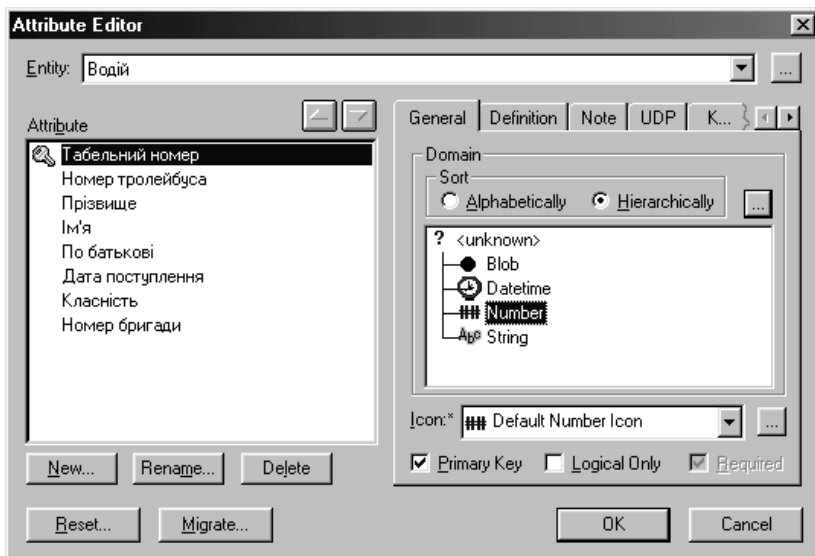 Attribute Editor
Entity: Водій ...
Attribute
Табельний номер
Номер тролейбуса
Прізвище
Ім'я
По батькові
Дата поступлення
Класність
Номер бригади
New... Rename... Delete
General Definition Note UDP K...
Domain
Sort
Alphabetically Hierarchically ...
? <unknown>
Blob
Datetime
Number
Abc String
Icon:* Default Number Icon ...
Primary Key Logical Only Required
Reset... Migrate... OK Cancel